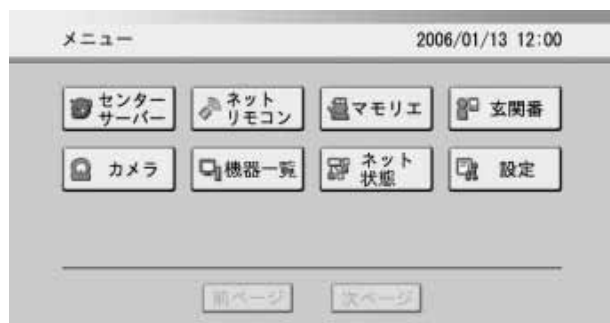 メニュー 2006/01/13 12:00
センター
サーバー
ネット
リモコン
マモリエ
玄関番
カメラ
機器一覧
ネット
状態
設定
前ページ 次ページ